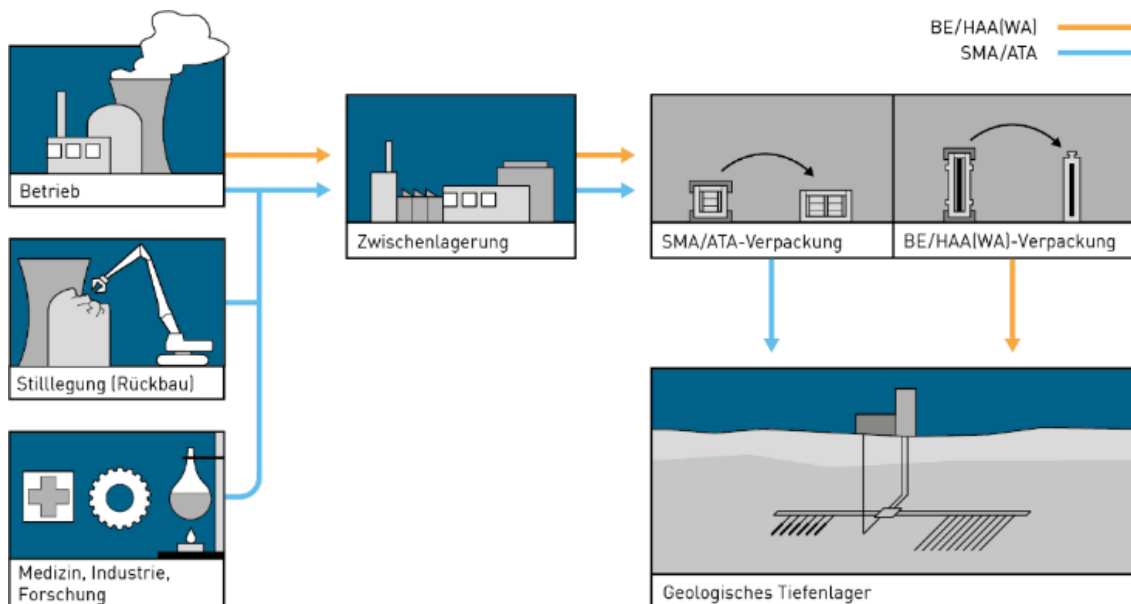 BE/HAA(WA)
SMA/ATA
Betrieb
Zwischenlagerung
SMA/ATA-Verpackung
BE/HAA(WA)-Verpackung
Stilllegung (Rückbau)
Medizin, Industrie,
Forschung
Geologisches Tiefenlager